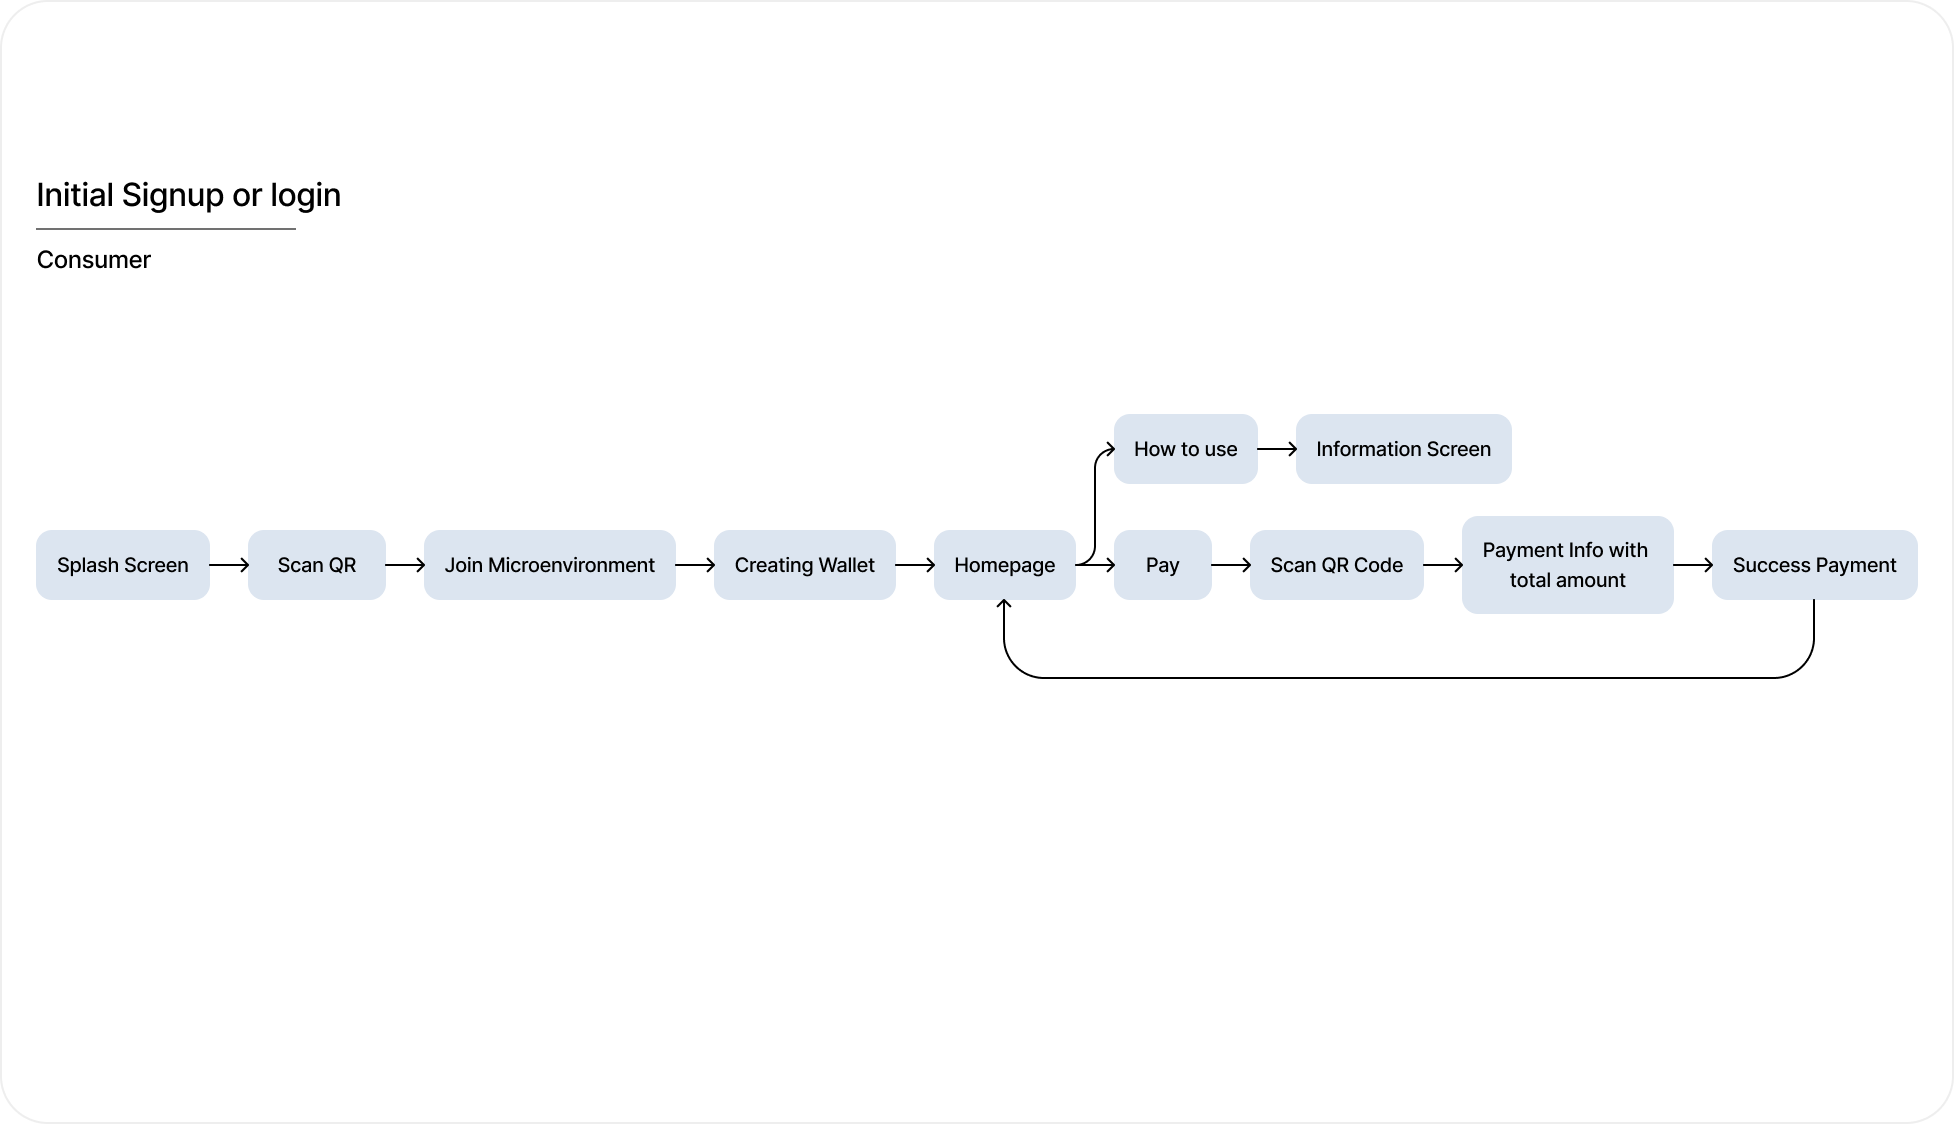 Initial Signup or login
Consumer
How to use
Information Screen
Splash Screen
Scan QR
Join Microenvironment
Creating Wallet
Homepage
Pay
Scan QR Code
Payment Info with
total amount
Success Payment